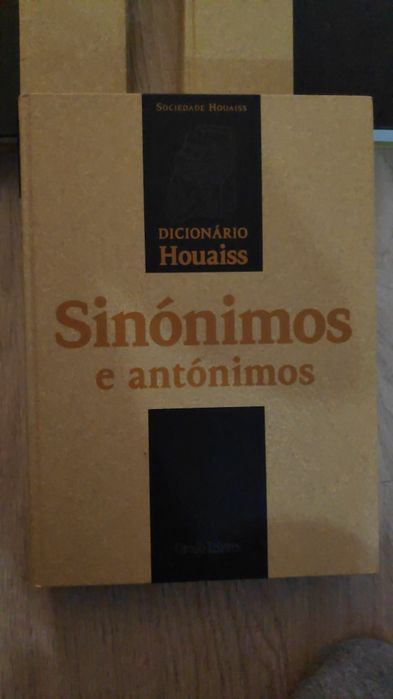 SOCIEDADE HOUAISS
DICIONÁRIO
Houaiss
Sinónimos
e antónimos